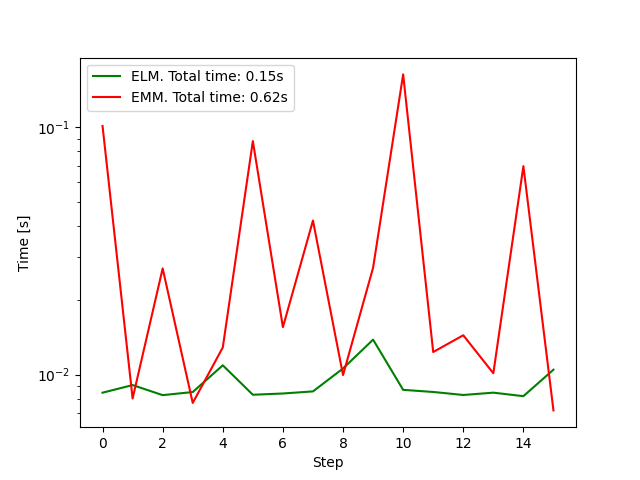 ELM. Total time: 0.15s
EMM. Total time: 0.62s
10⁻¹
10⁻²
Time [s]
0 2 4 6 8 10 12 14
Step